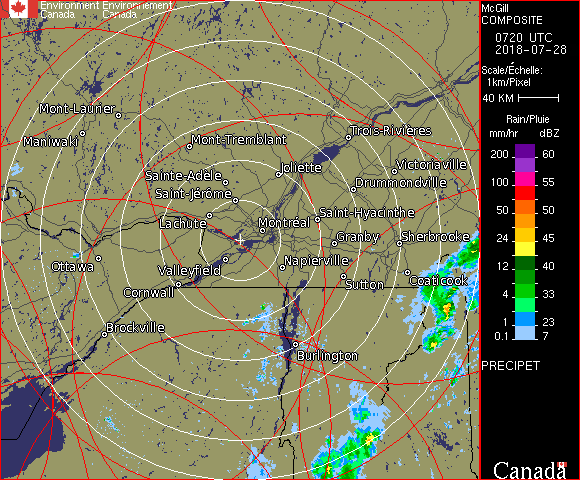 Environment Environnement
Canada Canada
McGill
COMPOSITE
0720 UTC
2018-07-28
Scale/Échelle:
1km/Pixel
40 KM
Rain/Pluie
mm/hr dBZ
200 60
100 55
50 50
24 45
12 40
4 33
1 23
0.1 7
PRECIPET
Canada
Mont-Laurier
Maniwaki
Mont-Tremblant
Trois-Rivières
Joliette
Victoriaville
Sainte-Adèle
Drummondville
Saint-Jérôme
Saint-Hyacinthe
Lachute
Montréal
Granby
Sherbrooke
Ottawa
Valleyfield
Napierville
Cornwall
Sutton
Coaticook
Brockville
Burlington